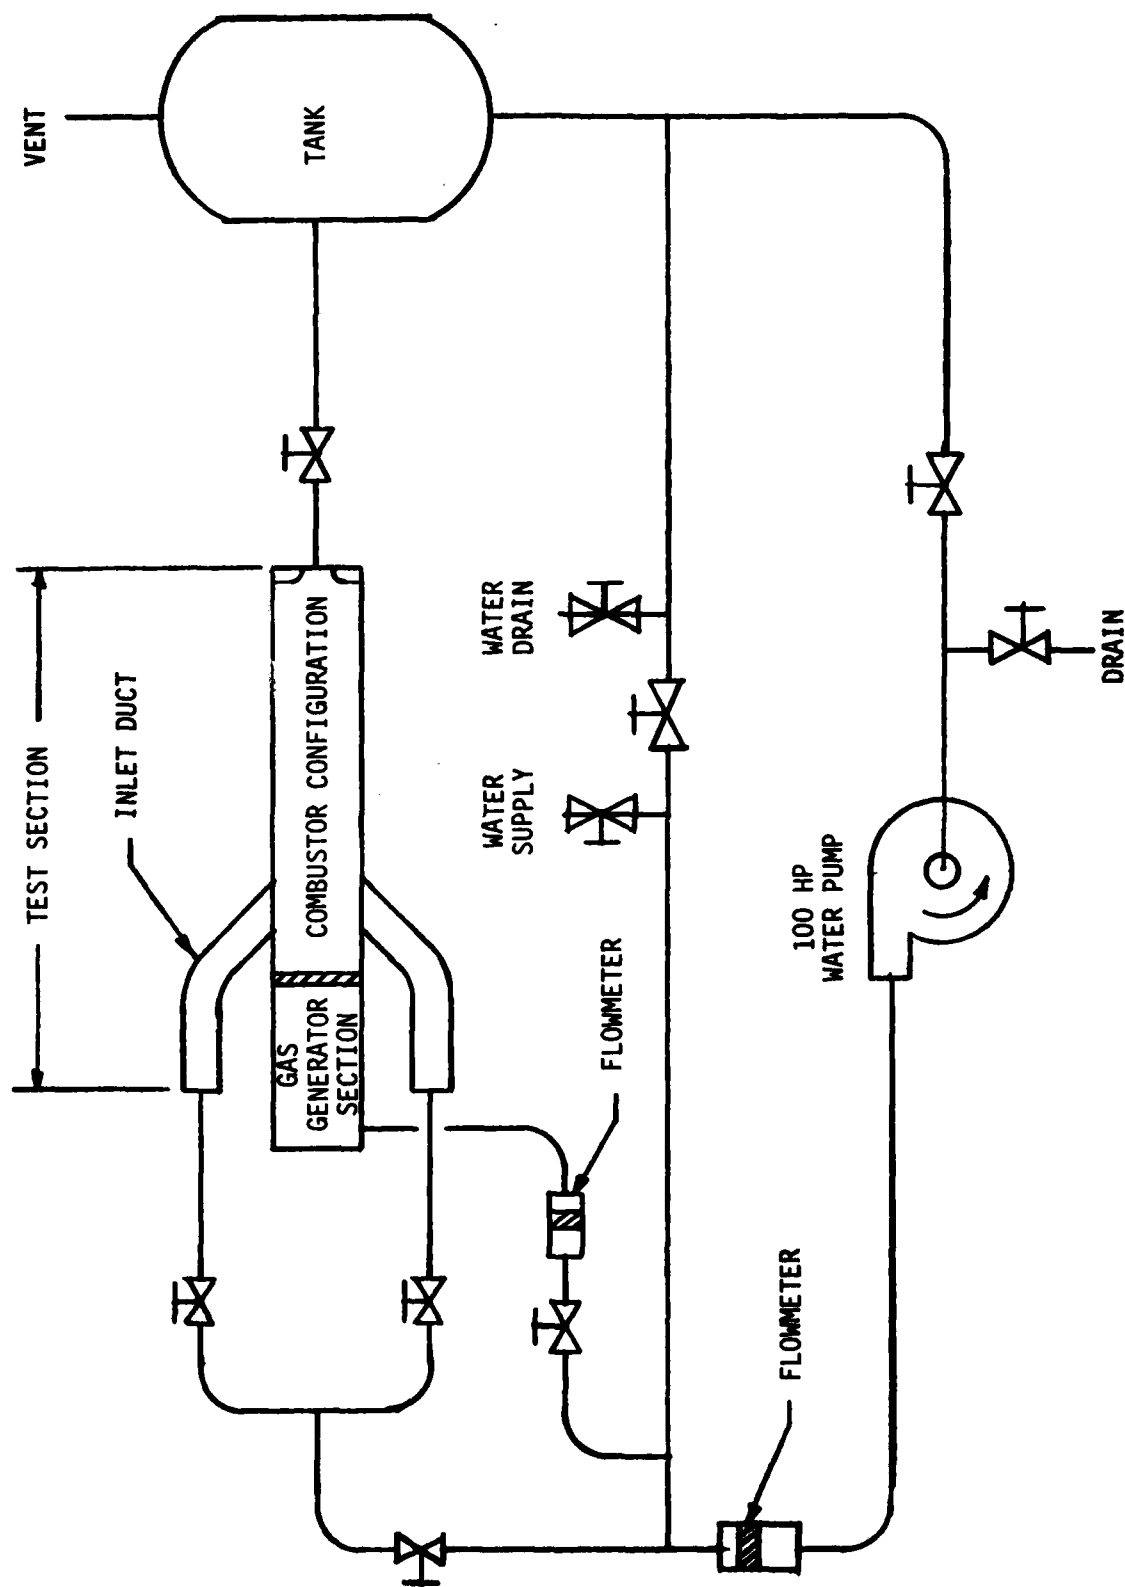 TEST SECTION
INLET DUCT
VENT
TANK
GAS
GENERATOR
SECTION
COMBUSTOR CONFIGURATION
WATER
SUPPLY
WATER
DRAIN
FLOWMETER
FLOWMETER
100 HP
WATER PUMP
DRAIN